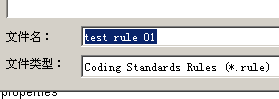 文件名：
test rule 01
文件类型：
Coding Standards Rules (*.rule)
properties